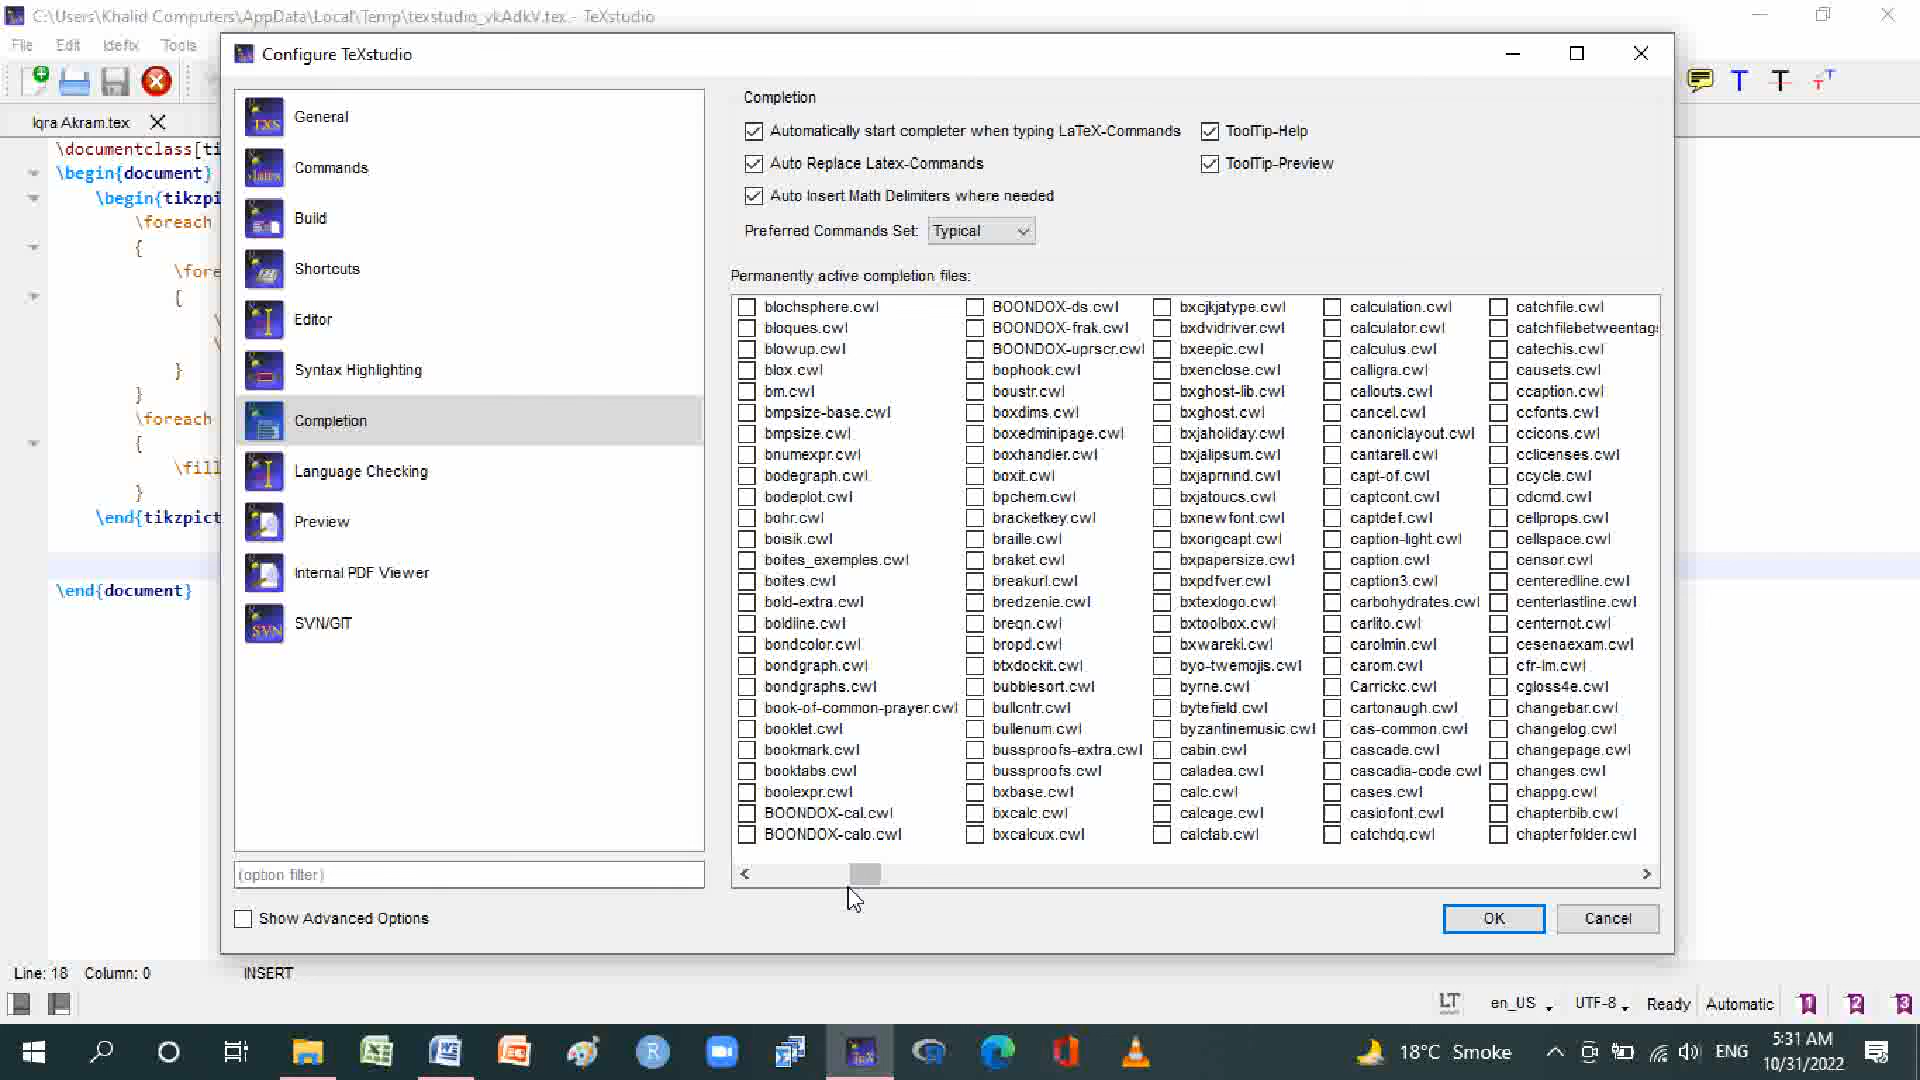 C:\Users\Khalid Computers\AppData\Local\Temp\texstudio_vkAdkV.tex - TeXstudio
File Edit Idefix Tools
Configure TeXstudio
Iqra Akram.tex
\documentclass[ti
\begin{document}
\begin{tikzpi
\foreach
{
\fore
{
}
}
\foreach
{
\fill
}
\end{tikzpict
\end{document}
General
Commands
Build
Shortcuts
Editor
Syntax Highlighting
Completion
Language Checking
Preview
Internal PDF Viewer
SVN/GIT
(option filter)
Show Advanced Options
Completion
Automatically start completer when typing LaTeX-Commands ToolTip-Help
Auto Replace Latex-Commands ToolTip-Preview
Auto Insert Math Delimiters where needed
Preferred Commands Set: Typical
Permanently active completion files:
blochsphere.cwl BOONDOX-ds.cwl bxcjkjatype.cwl calculation.cwl catchfile.cwl
bloques.cwl BOONDOX-frak.cwl bxdvidriver.cwl calculator.cwl catchfilebetweentags
blowup.cwl BOONDOX-uprscr.cwl bxeepic.cwl calculus.cwl catechis.cwl
blox.cwl bophook.cwl bxenclose.cwl calligra.cwl causets.cwl
bm.cwl boustr.cwl bxghost-lib.cwl callouts.cwl ccaption.cwl
bmpsize-base.cwl boxdims.cwl bxghost.cwl cancel.cwl ccfonts.cwl
bmpsize.cwl boxedminipage.cwl bxjaholiday.cwl canoniclayout.cwl ccicons.cwl
bnumexpr.cwl boxhandler.cwl bxjalipsum.cwl cantarell.cwl cclicenses.cwl
bodegraph.cwl boxit.cwl bxjaprnind.cwl capt-of.cwl ccycle.cwl
bodeplot.cwl bpchem.cwl bxjatoucs.cwl captcont.cwl cdcmd.cwl
bohr.cwl bracketkey.cwl bxnewfont.cwl captdef.cwl cellprops.cwl
boisik.cwl braille.cwl bxorigcapt.cwl caption-light.cwl cellspace.cwl
boites_exemples.cwl braket.cwl bxpapersize.cwl caption.cwl censor.cwl
boites.cwl breakurl.cwl bxpdfver.cwl caption3.cwl centeredline.cwl
bold-extra.cwl bredzenie.cwl bxtexlogo.cwl carbohydrates.cwl centerlastline.cwl
boldline.cwl breqn.cwl bxtoolbox.cwl carlito.cwl centernot.cwl
bondcolor.cwl bropd.cwl bxwareki.cwl carolmin.cwl cesenaexam.cwl
bondgraph.cwl btxdockit.cwl byo-twemojis.cwl carom.cwl cfr-lm.cwl
bondgraphs.cwl bubblesort.cwl byrne.cwl Carrickc.cwl cgloss4e.cwl
book-of-common-prayer.cwl bullcntr.cwl bytefield.cwl cartonaugh.cwl changebar.cwl
booklet.cwl bullenum.cwl byzantinemusic.cwl cas-common.cwl changelog.cwl
bookmark.cwl bussproofs-extra.cwl cabin.cwl cascade.cwl changepage.cwl
booktabs.cwl bussproofs.cwl caladea.cwl cascadia-code.cwl changes.cwl
boolexpr.cwl bxbase.cwl calc.cwl cases.cwl chappg.cwl
BOONDOX-cal.cwl bxcalc.cwl calcage.cwl casiofont.cwl chapterbib.cwl
BOONDOX-calo.cwl bxcalcux.cwl calctab.cwl catchdq.cwl chapterfolder.cwl
OK Cancel
Line: 18 Column: 0 INSERT
LT en_US UTF-8 Ready Automatic 1 2 3
18°C Smoke ENG 5:31 AM
10/31/2022